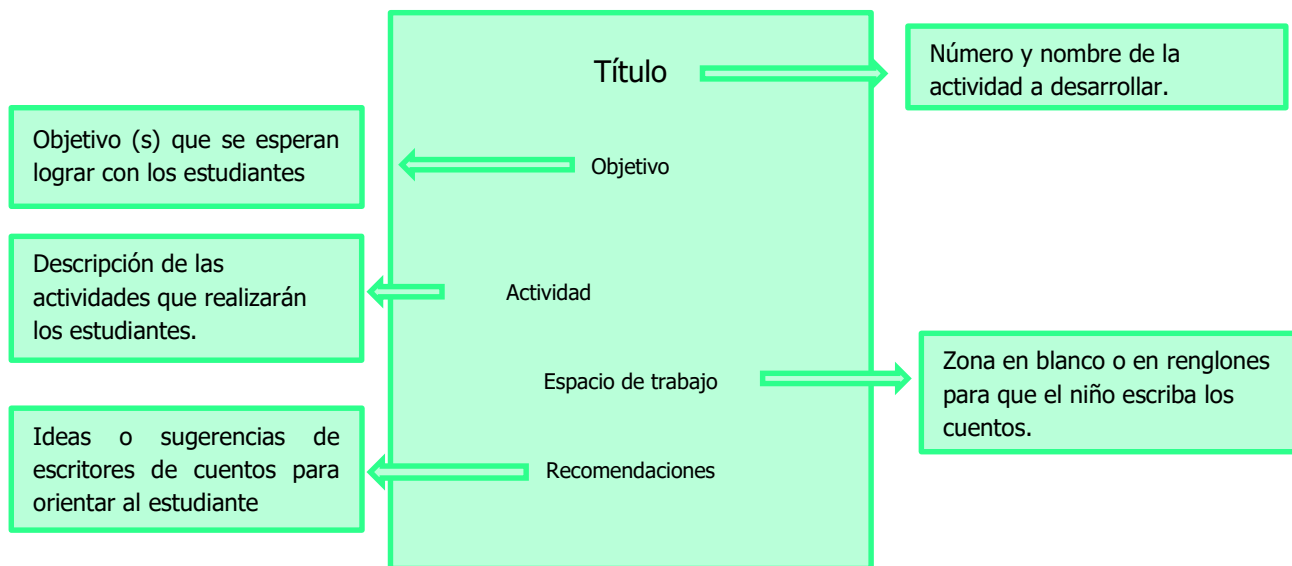 Título
Número y nombre de la
actividad a desarrollar.
Objetivo (s) que se esperan
lograr con los estudiantes
Objetivo
Descripción de las
actividades que realizarán
los estudiantes.
Actividad
Espacio de trabajo
Zona en blanco o en renglones
para que el niño escriba los
cuentos.
Ideas o sugerencias de
escritores de cuentos para
orientar al estudiante
Recomendaciones